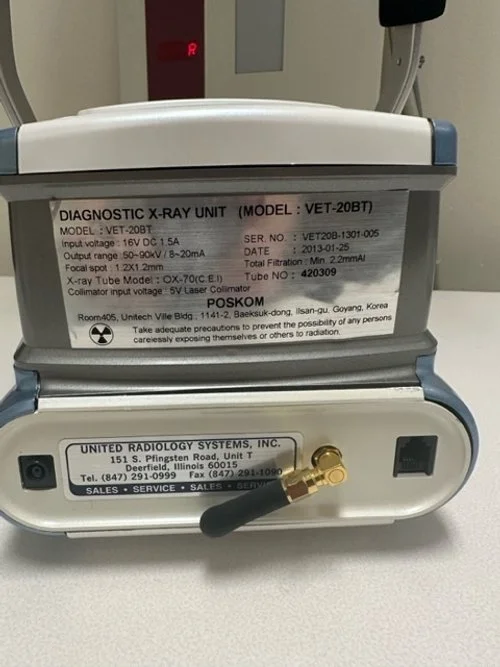 R
DIAGNOSTIC X-RAY UNIT (MODEL : VET-20BT)
MODEL : VET-20BT
Input voltage : 16V DC 1.5A
Output range : 50~90kV / 8~20mA
Focal spot : 1.2X1.2mm
X-ray Tube Model : OX-70(C.E.I)
Collimator input voltage : 5V Laser Collimator
SER. NO. : VET20B-1301-005
DATE : 2013-01-25
Total Filtration : Min. 2.2mmAl
Tube NO : 420309
POSKOM
Room405, Unitech Ville Bldg., 1141-2, Baeksuk-dong, Ilsan-gu, Goyang, Korea
Take adequate precautions to prevent the possibility of any persons
carelessly exposing themselves or others to radiation.
UNITED RADIOLOGY SYSTEMS, INC.
151 S. Pfingsten Road, Unit T
Deerfield, Illinois 60015
Tel. (847) 291-0999 Fax (847) 291-1090
SALES • SERVICE • SALES •